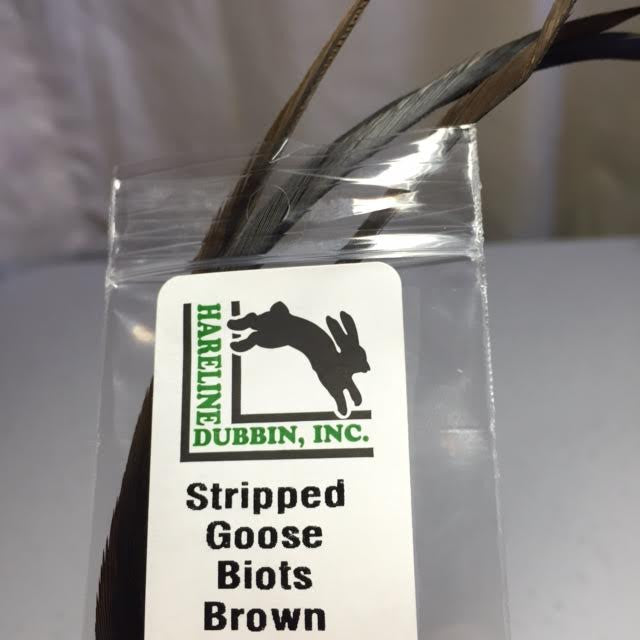 HARELINE
DUBBIN, INC.
Stripped
Goose
Biots
Brown